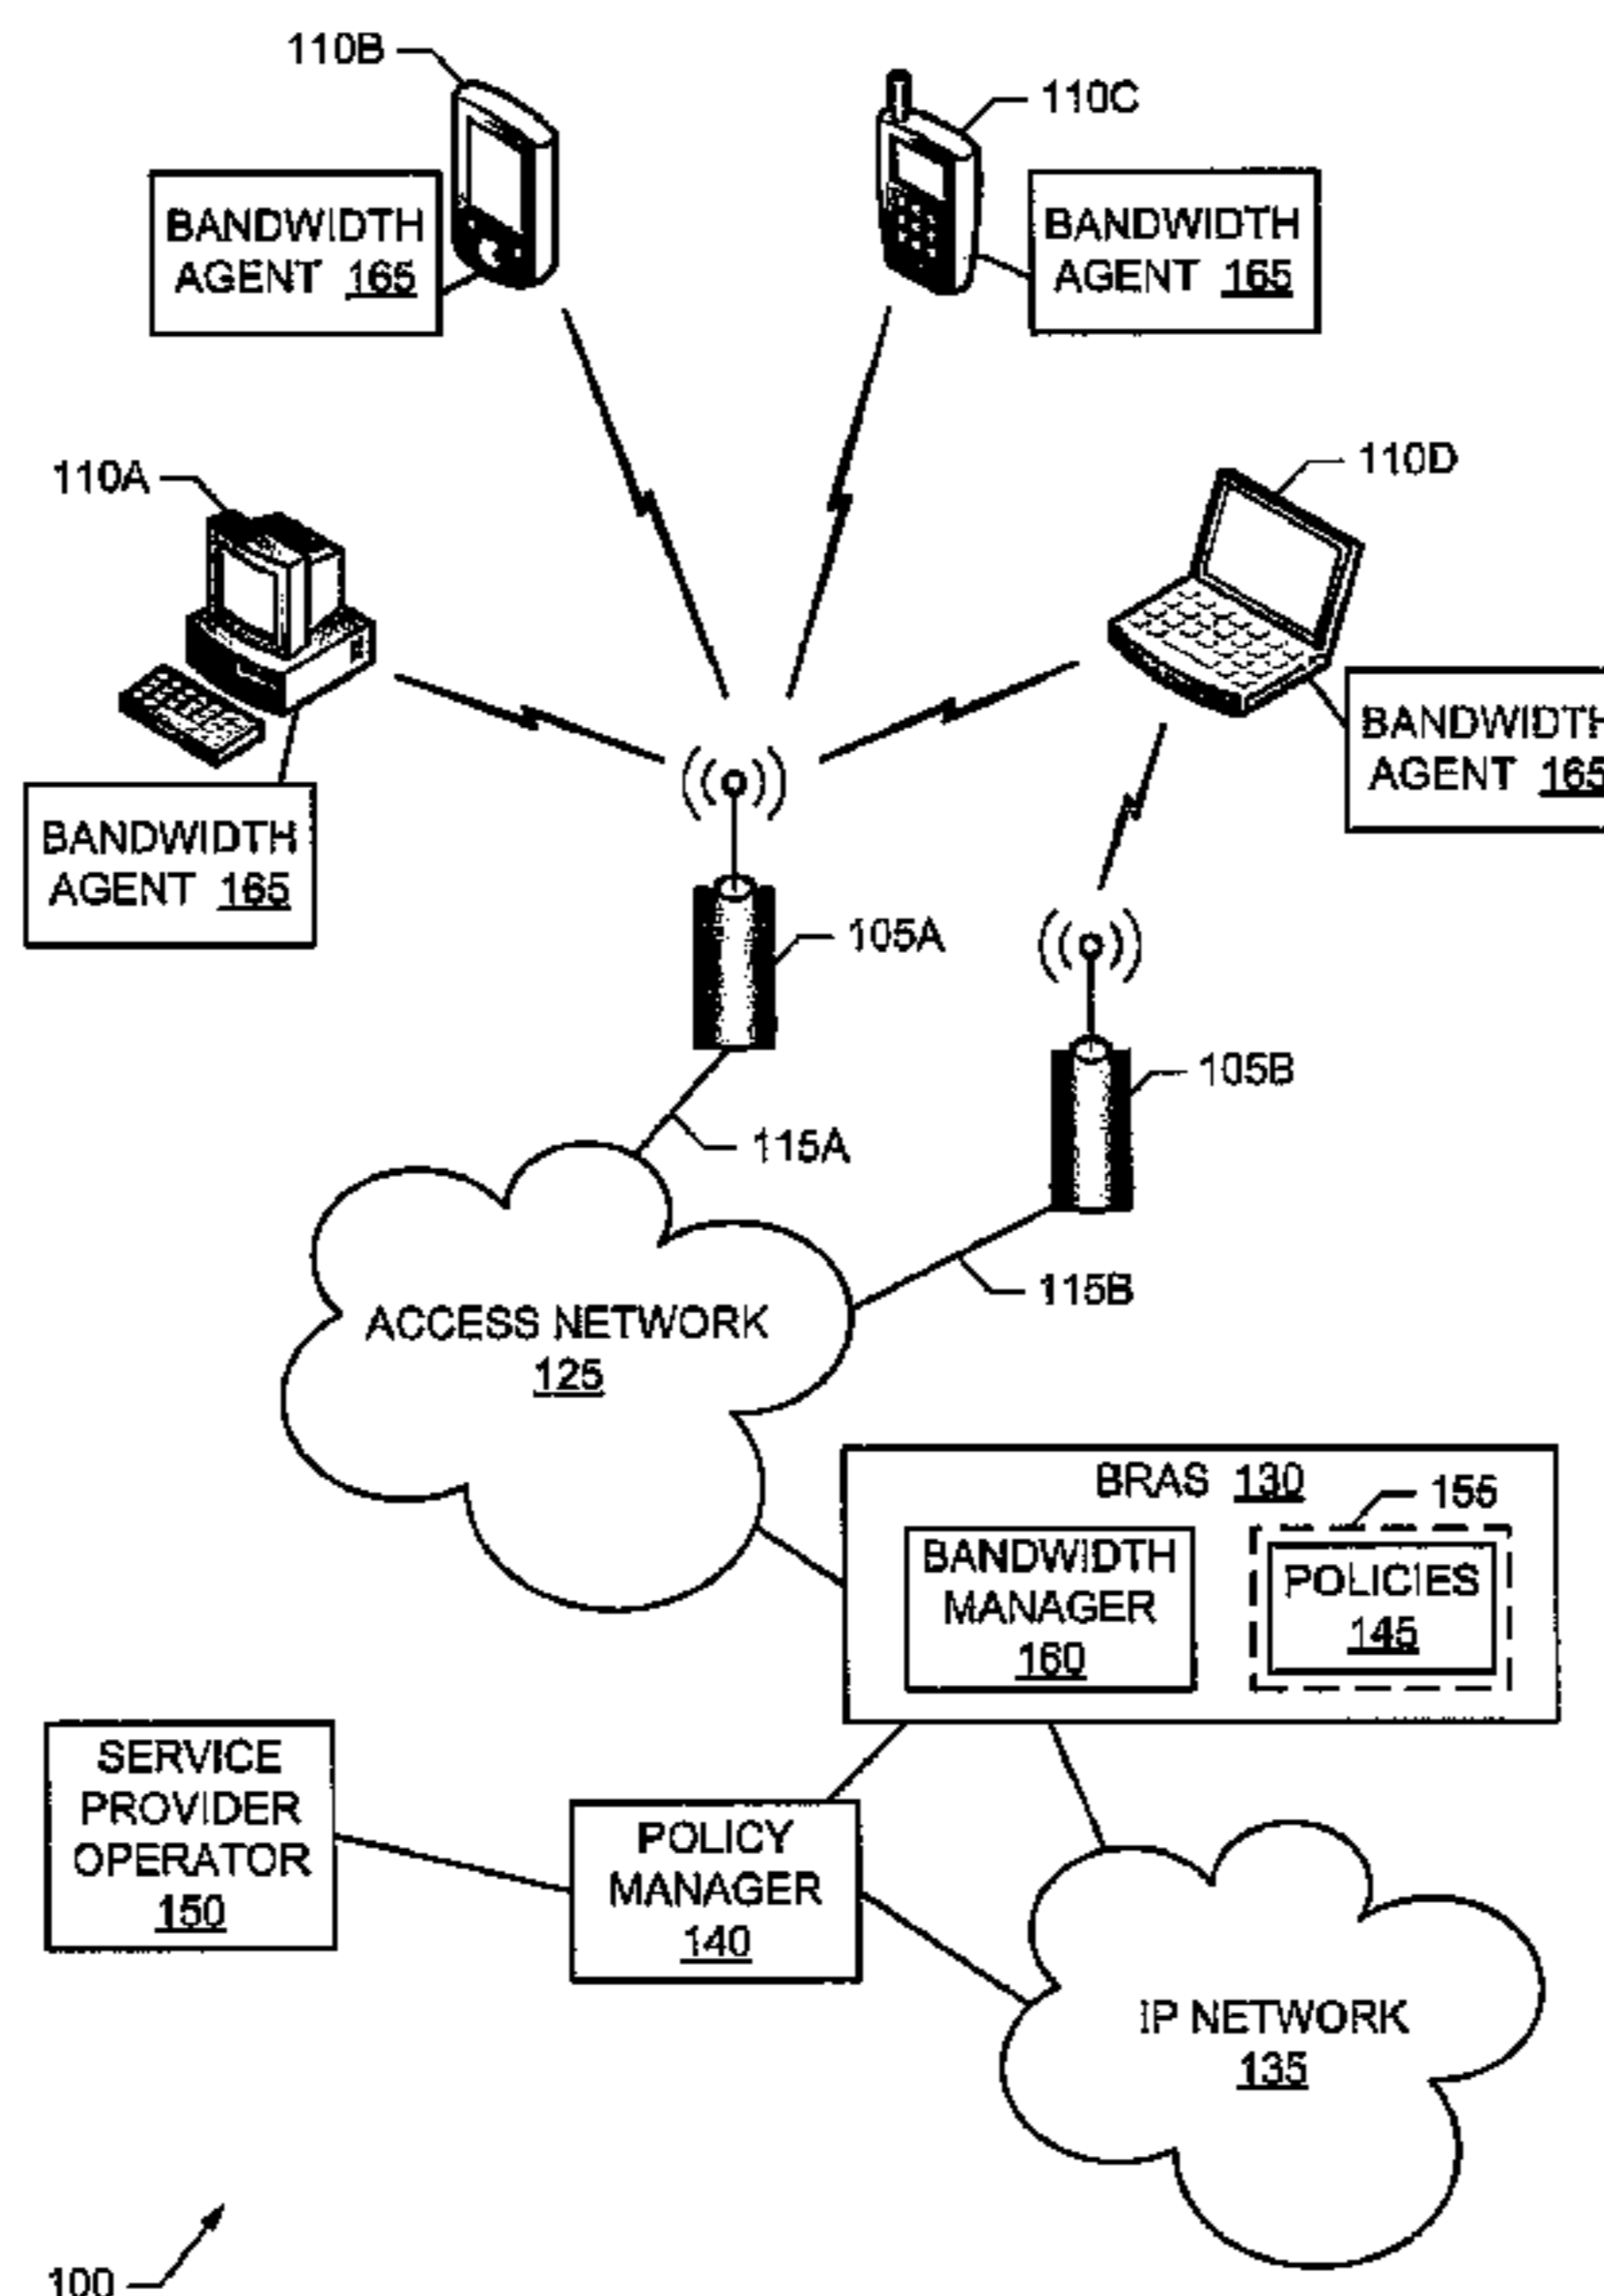 110B
110C
BANDWIDTH
AGENT 165
BANDWIDTH
AGENT 165
110A
110D
BANDWIDTH
AGENT 165
BANDWIDTH
AGENT 165
105A
105B
115A
115B
ACCESS NETWORK
125
BRAS 130
155
BANDWIDTH
MANAGER
160
POLICIES
145
SERVICE
PROVIDER
OPERATOR
150
POLICY
MANAGER
140
IP NETWORK
135
100